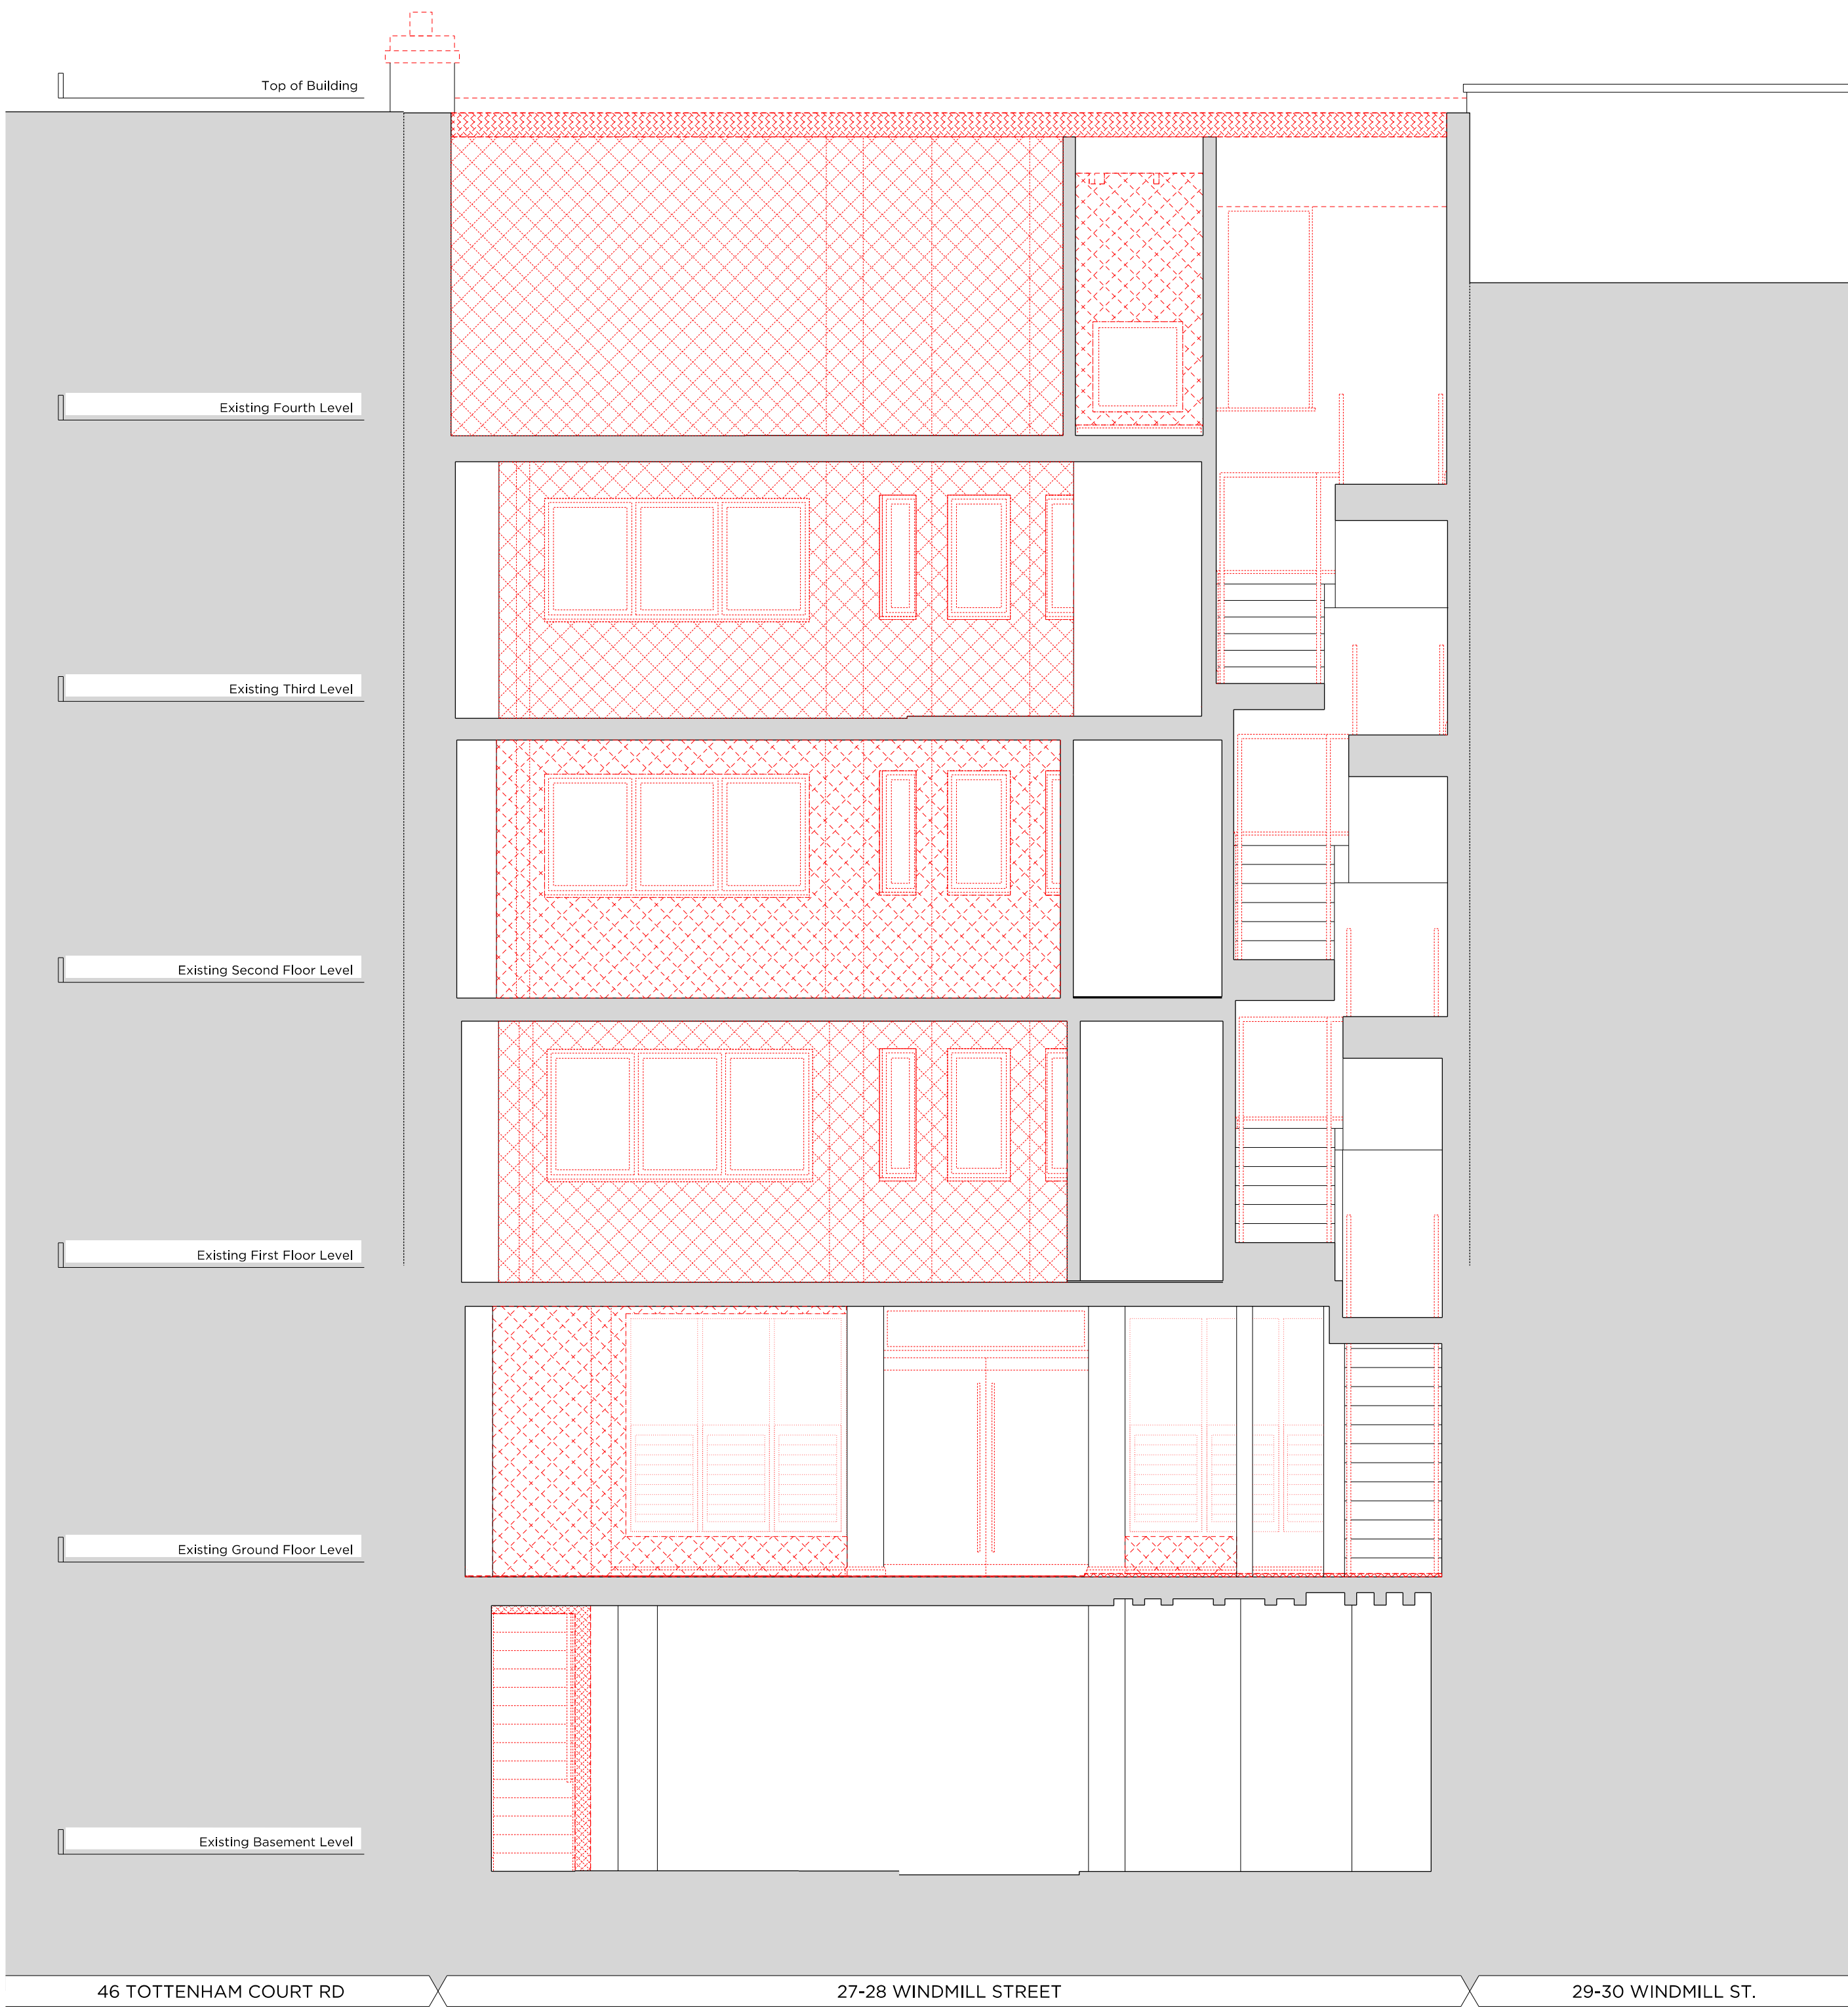 Top of Building
Existing Fourth Level
Existing Third Level
Existing Second Floor Level
Existing First Floor Level
Existing Ground Floor Level
Existing Basement Level
46 TOTTENHAM COURT RD
27-28 WINDMILL STREET
29-30 WINDMILL ST.